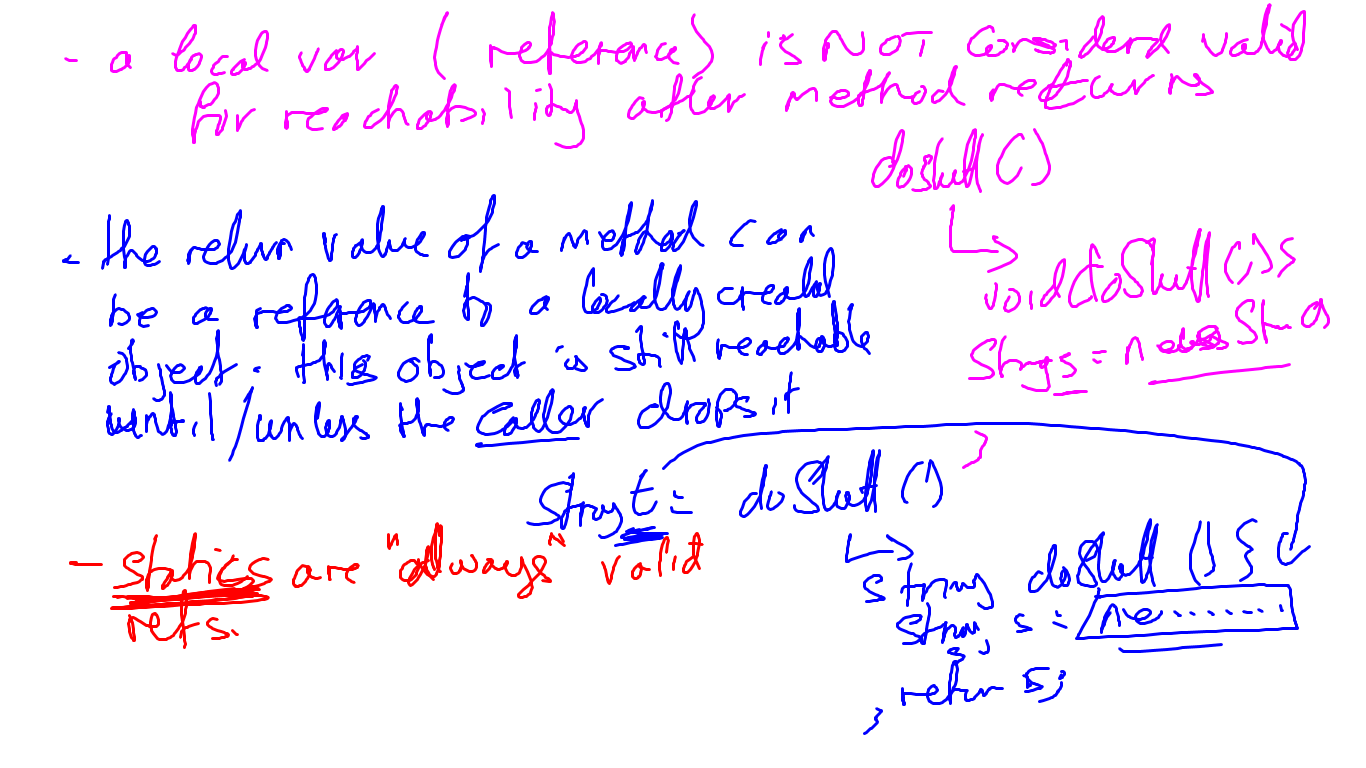 - a local var (reference) is NOT considerd valid
for reachability after method returns
doStuff()
void doStuff(){
String s = new String
}
- the return value of a method can
be a reference to a locally created
object. this object is still reachable
until/unless the caller drops it
String t = doStuff()
String doStuff() {
String s = ne.......
return s;
}
- statics are "always" valid
refs.